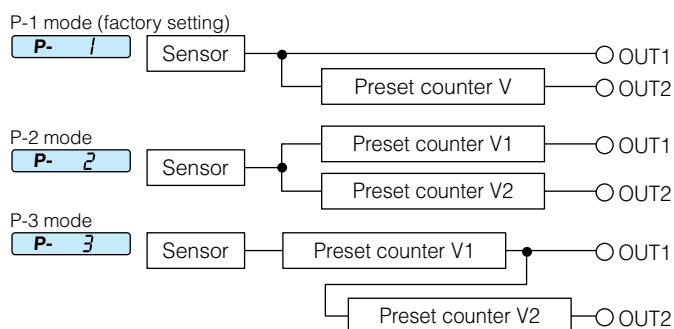 P-1 mode (factory setting)
P- 1
Sensor
OUT1
Preset counter V
OUT2
P-2 mode
P- 2
Sensor
Preset counter V1
OUT1
Preset counter V2
OUT2
P-3 mode
P- 3
Sensor
Preset counter V1
OUT1
Preset counter V2
OUT2